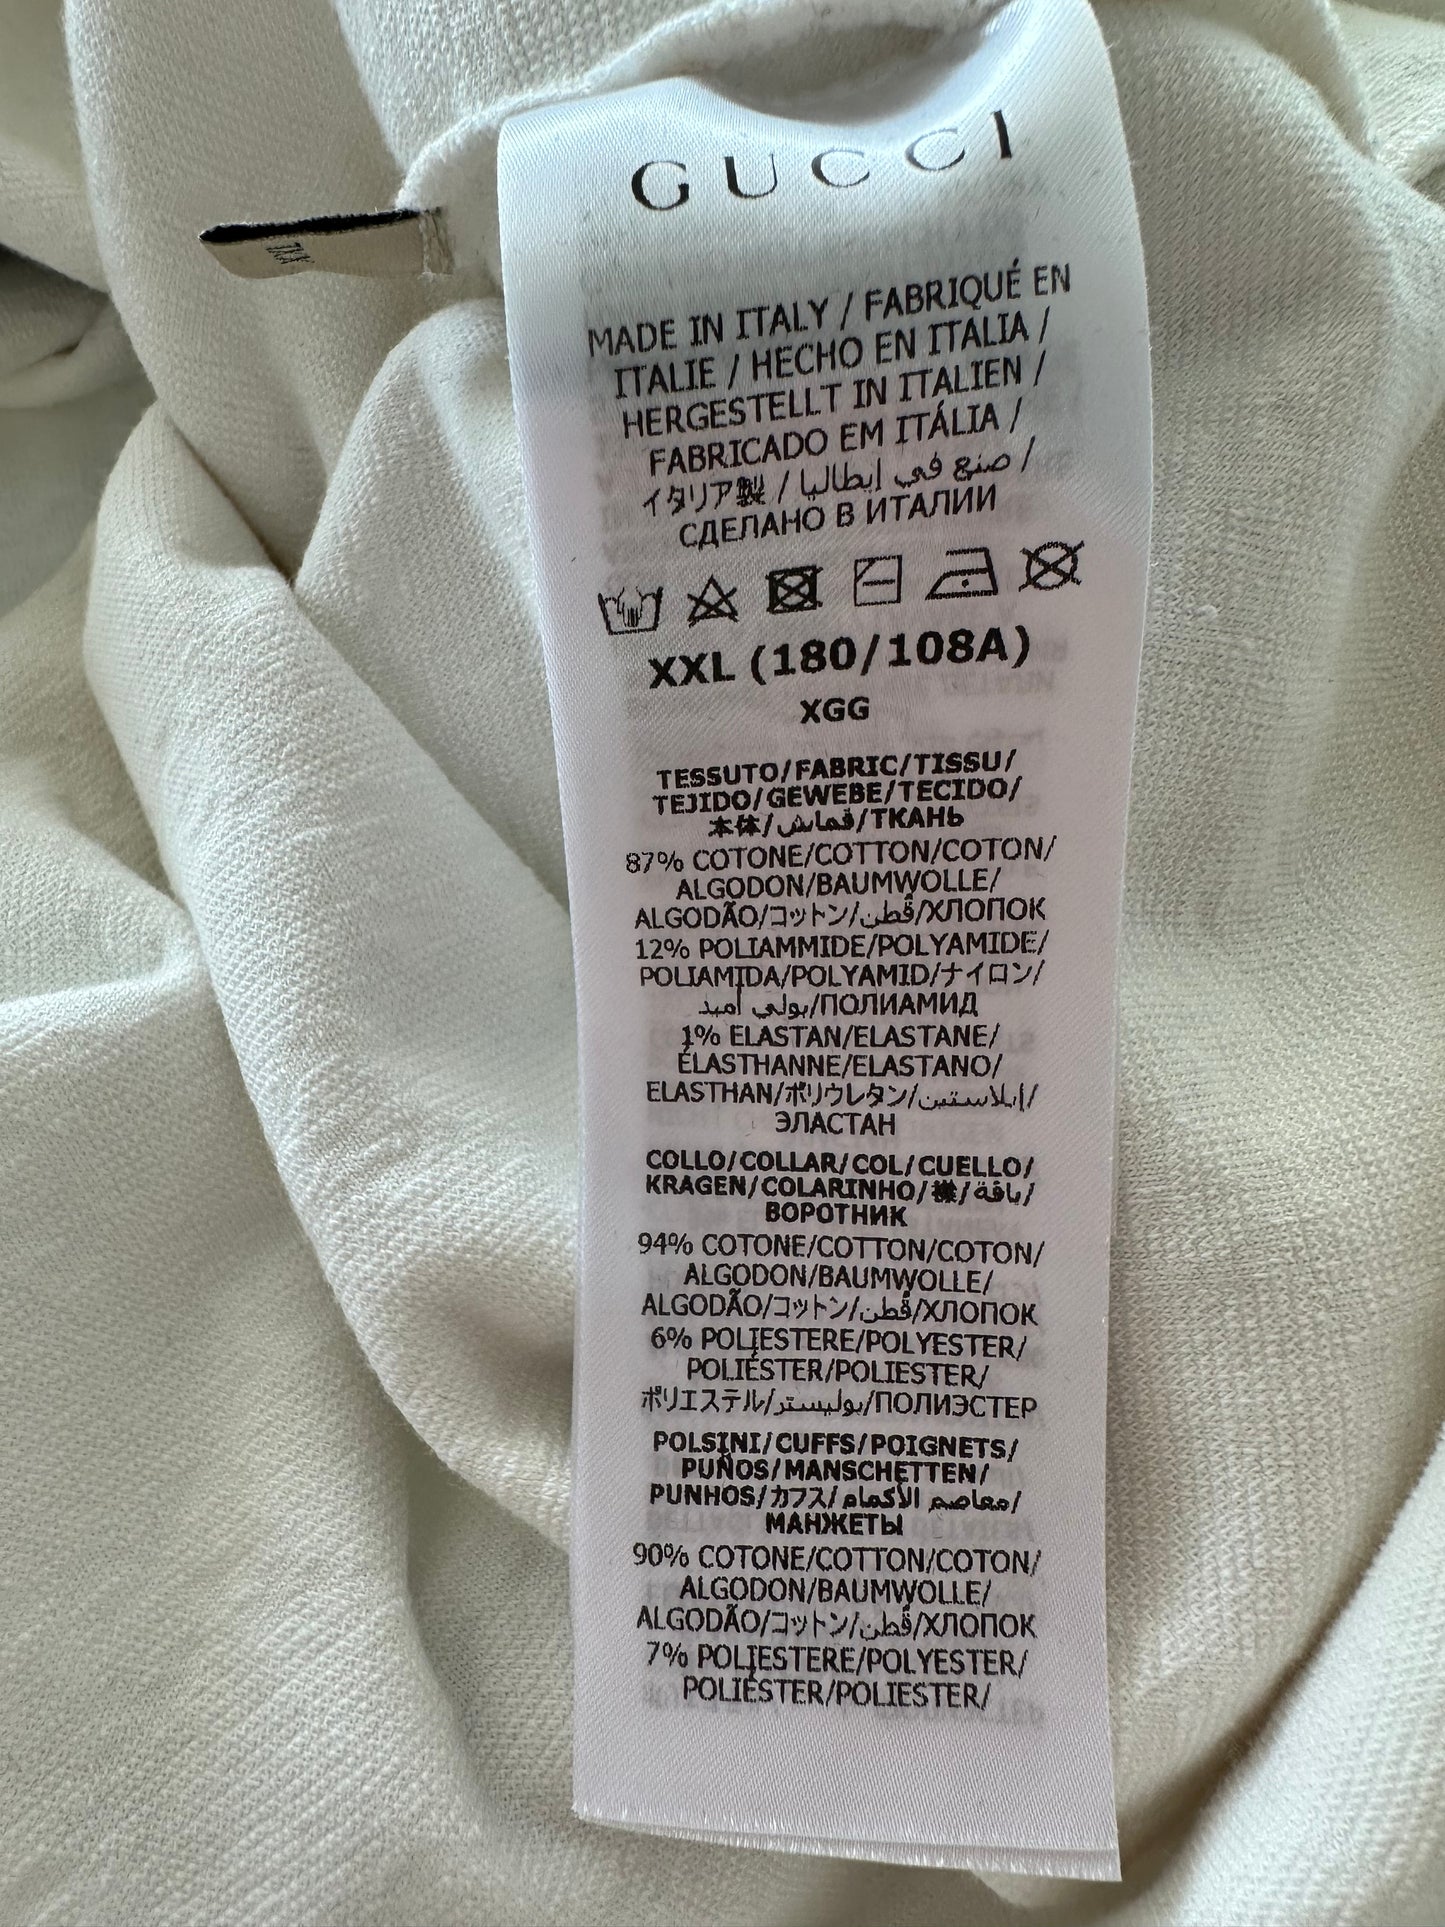 GUCCI
XXL
MADE IN ITALY / FABRIQUÉ EN
ITALIE / HECHO EN ITALIA /
HERGESTELLT IN ITALIEN /
FABRICADO EM ITÁLIA /
イタリア製 / صنع في إيطاليا /
СДЕЛАНО В ИТАЛИИ
XXL (180/108A)
XGG
TESSUTO/FABRIC/TISSU/
TEJIDO/GEWEBE/TECIDO/
本体/قماش/ТКАНЬ
87% COTONE/COTTON/COTON/
ALGODON/BAUMWOLLE/
ALGODÃO/コットン/قطن/ХЛОПОК
12% POLIAMMIDE/POLYAMIDE/
POLIAMIDA/POLYAMID/ナイロン/
بولي أميد/ПОЛИАМИД
1% ELASTAN/ELASTANE/
ÉLASTHANNE/ELASTANO/
ELASTHAN/ポリウレタン/إيلاستين/
ЭЛАСТАН
COLLO/COLLAR/COL/CUELLO/
KRAGEN/COLARINHO/襟/ياقة/
ВОРОТНИК
94% COTONE/COTTON/COTON/
ALGODON/BAUMWOLLE/
ALGODÃO/コットン/قطن/ХЛОПОК
6% POLIESTERE/POLYESTER/
POLIÉSTER/POLIESTER/
ポリエステル/بوليستر/ПОЛИЭСТЕР
POLSINI/CUFFS/POIGNETS/
PUÑOS/MANSCHETTEN/
PUNHOS/カフス/معاصم الأكمام/
МАНЖЕТЫ
90% COTONE/COTTON/COTON/
ALGODON/BAUMWOLLE/
ALGODÃO/コットン/قطن/ХЛОПОК
7% POLIESTERE/POLYESTER/
POLIÉSTER/POLIESTER/